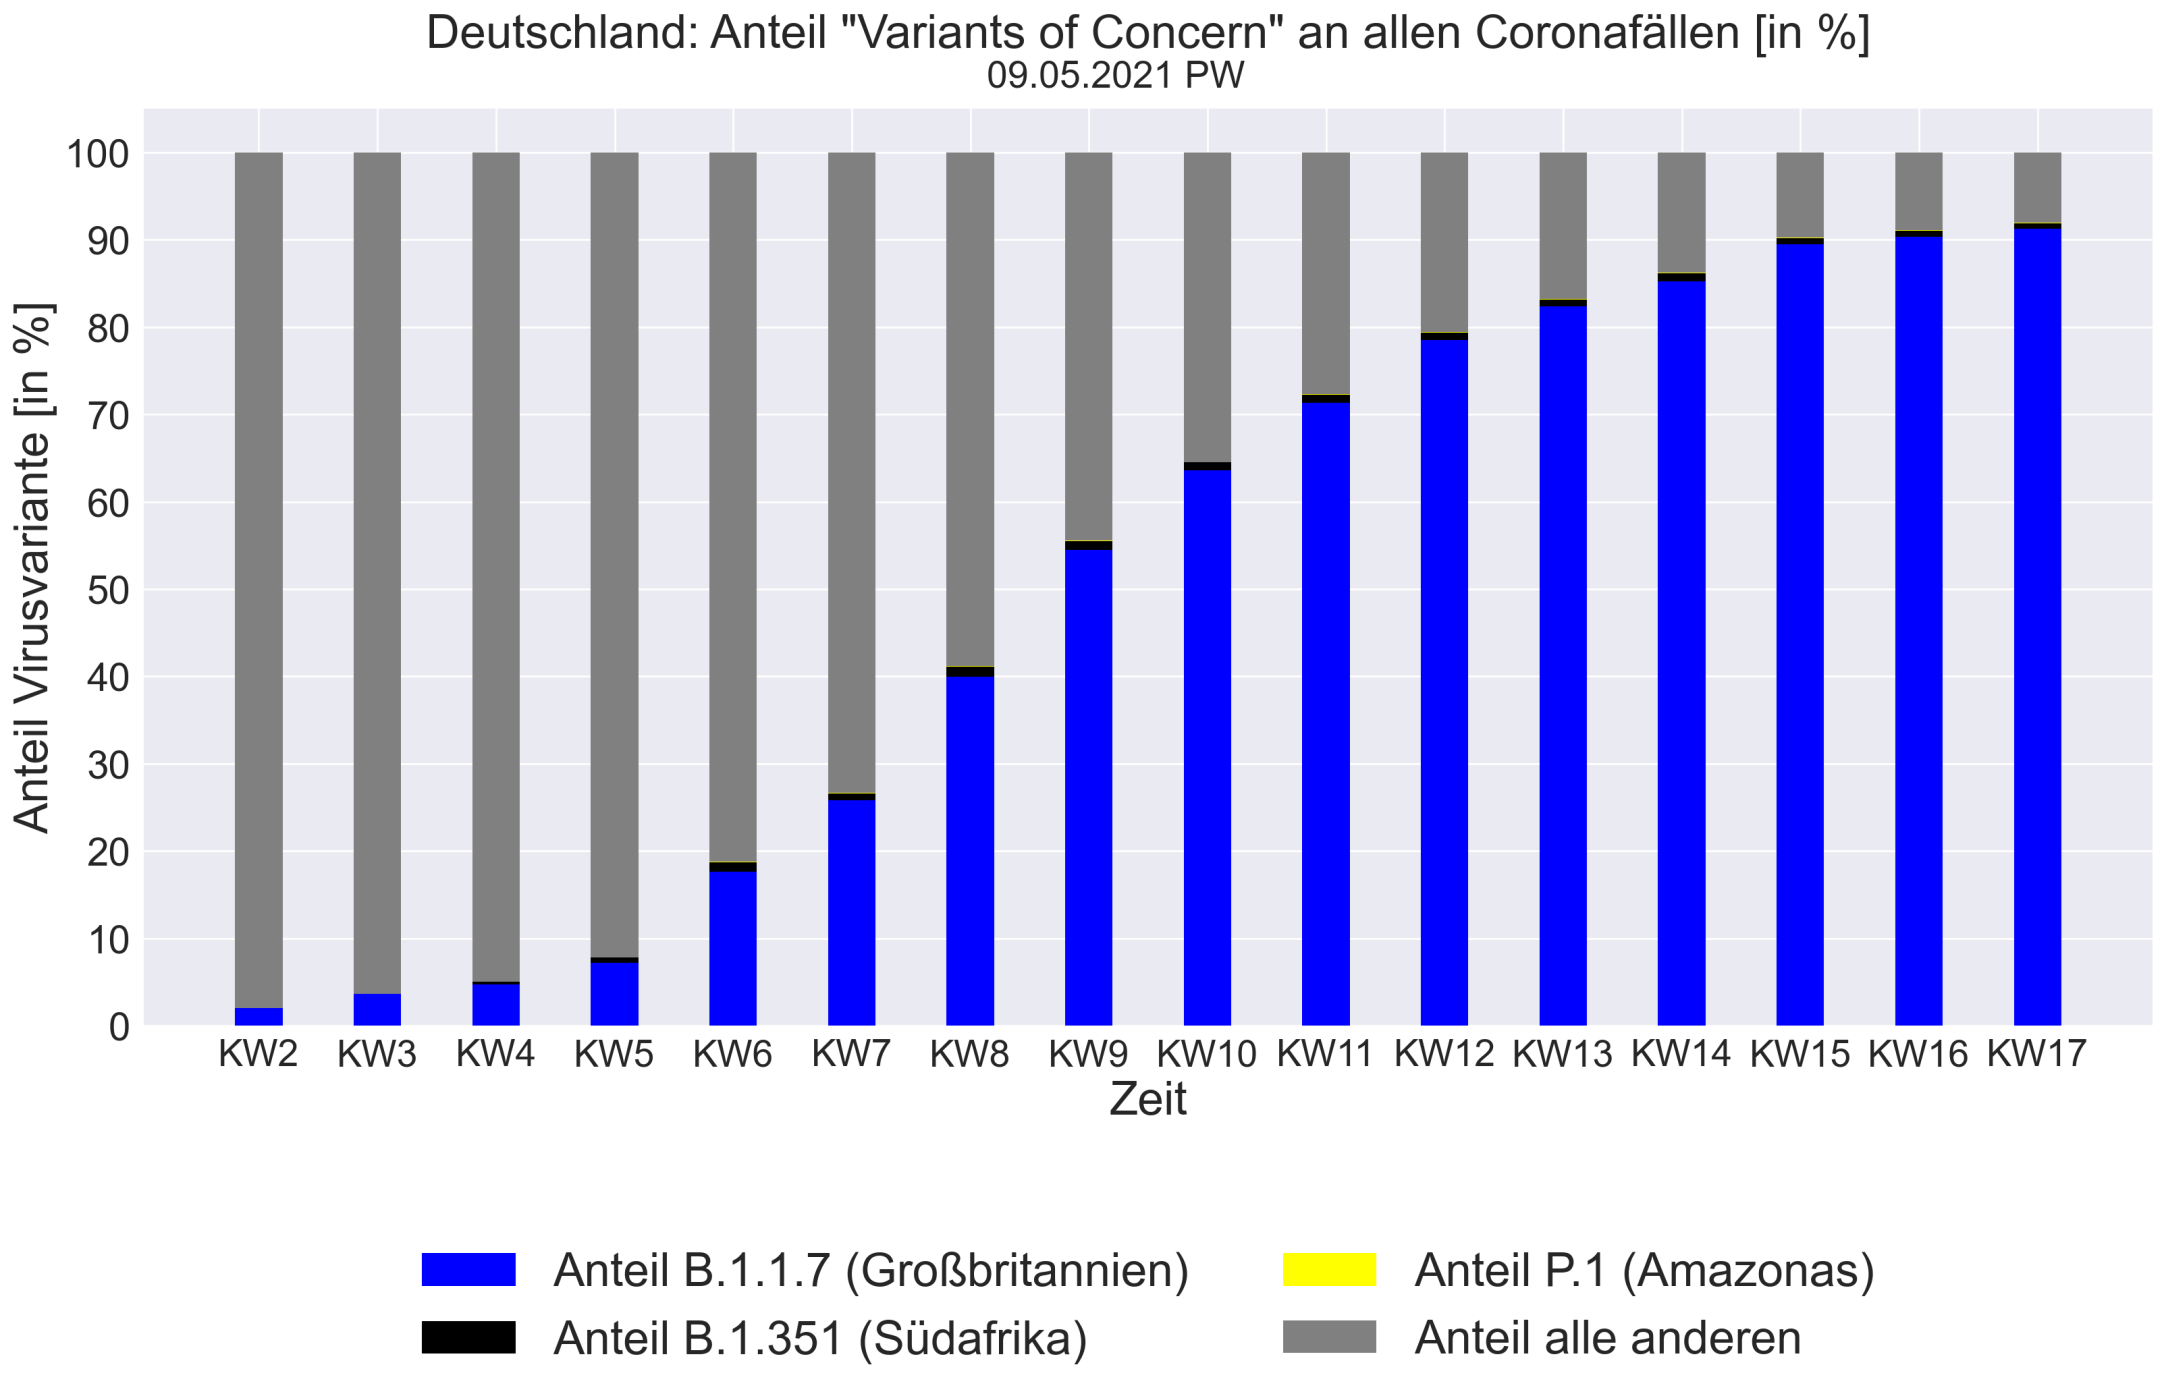 Deutschland: Anteil "Variants of Concern" an allen Coronafällen [in %]
09.05.2021 PW
Anteil Virusvariante [in %]
100
90
80
70
60
50
40
30
20
10
0
KW2 KW3 KW4 KW5 KW6 KW7 KW8 KW9 KW10 KW11 KW12 KW13 KW14 KW15 KW16 KW17
Zeit
Anteil B.1.1.7 (Großbritannien)
Anteil B.1.351 (Südafrika)
Anteil P.1 (Amazonas)
Anteil alle anderen